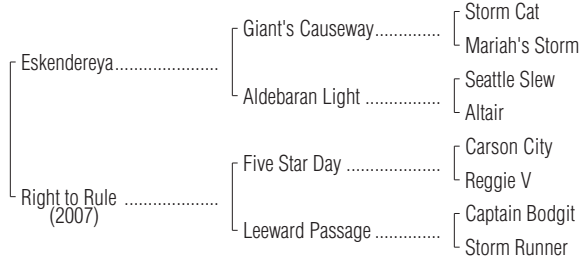 Storm Cat
Giant's Causeway..............
Mariah's Storm
Eskendereya......................
Seattle Slew
Aldebaran Light ................
Altair
Carson City
Five Star Day ....................
Reggie V
Right to Rule ....................
(2007)
Captain Bodgit
Leeward Passage ..............
Storm Runner